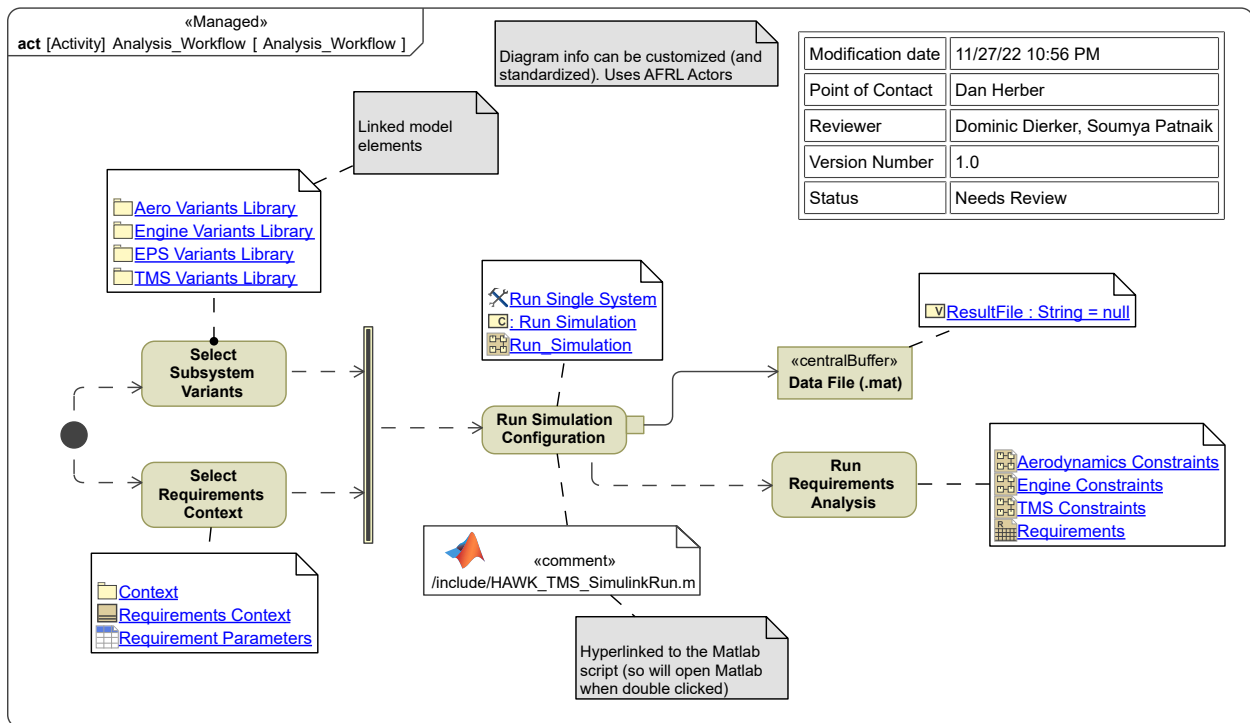 «Managed»
act [Activity] Analysis_Workflow [ Analysis_Workflow ]
Diagram info can be customized (and
standardized). Uses AFRL Actors
Modification date 11/27/22 10:56 PM
Point of Contact Dan Herber
Reviewer Dominic Dierker, Soumya Patnaik
Version Number 1.0
Status Needs Review
Linked model
elements
Aero Variants Library
Engine Variants Library
EPS Variants Library
TMS Variants Library
Run Single System
C
: Run Simulation
Run_Simulation
V
ResultFile : String = null
Select
Subsystem
Variants
«centralBuffer»
Data File (.mat)
Run Simulation
Configuration
Select
Requirements
Context
Run
Requirements
Analysis
Aerodynamics Constraints
Engine Constraints
TMS Constraints
R
Requirements
«comment»
/include/HAWK_TMS_SimulinkRun.m
Context
Requirements Context
Requirement Parameters
Hyperlinked to the Matlab
script (so will open Matlab
when double clicked)